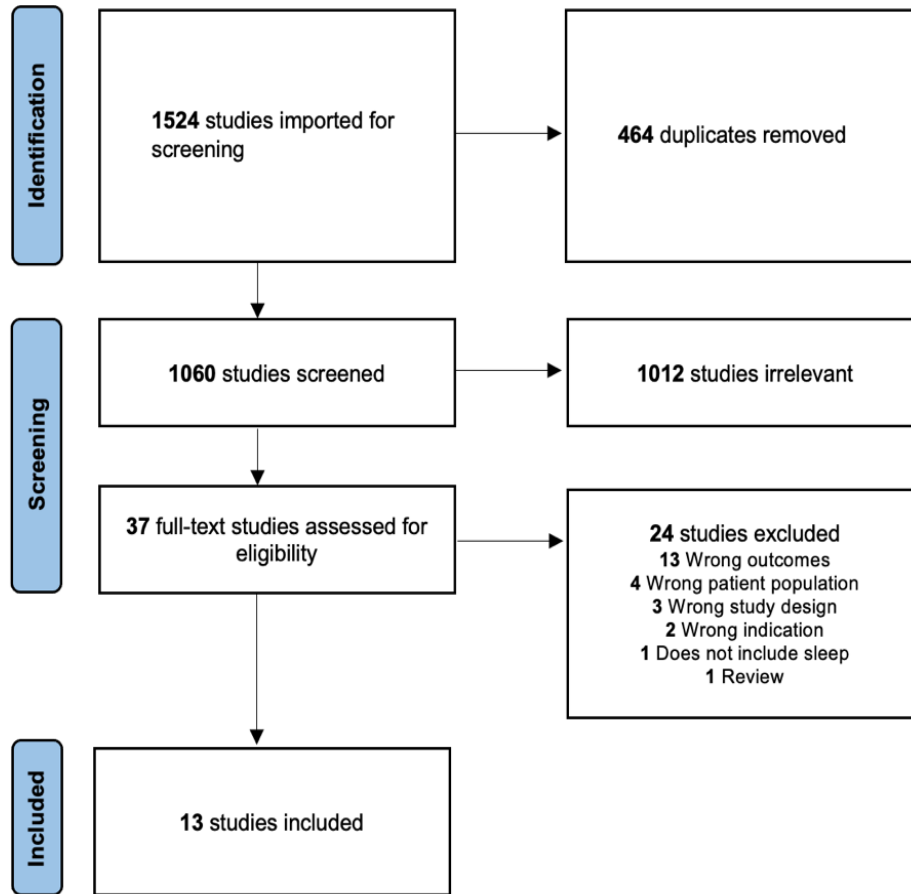 Identification
1524 studies imported for
screening
464 duplicates removed
Screening
1060 studies screened
1012 studies irrelevant
37 full-text studies assessed for
eligibility
24 studies excluded
13 Wrong outcomes
4 Wrong patient population
3 Wrong study design
2 Wrong indication
1 Does not include sleep
1 Review
Included
13 studies included